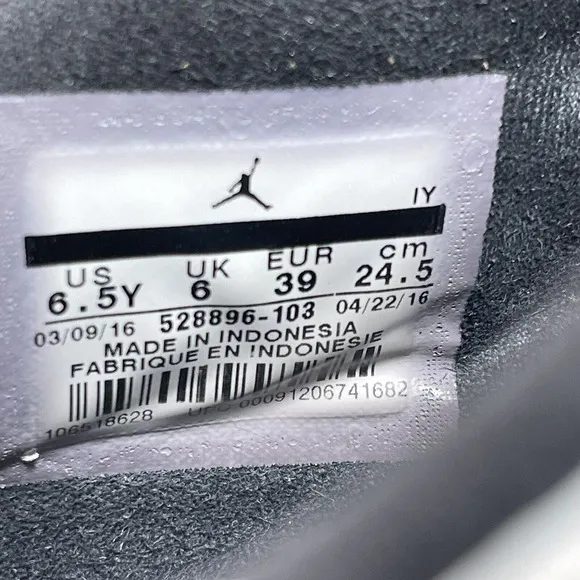 IY
US UK EUR cm
6.5Y 6 39 24.5
03/09/16 528896-103 04/22/16
MADE IN INDONESIA
FABRIQUE EN INDONESIE
106518628 UPC 00091206741682